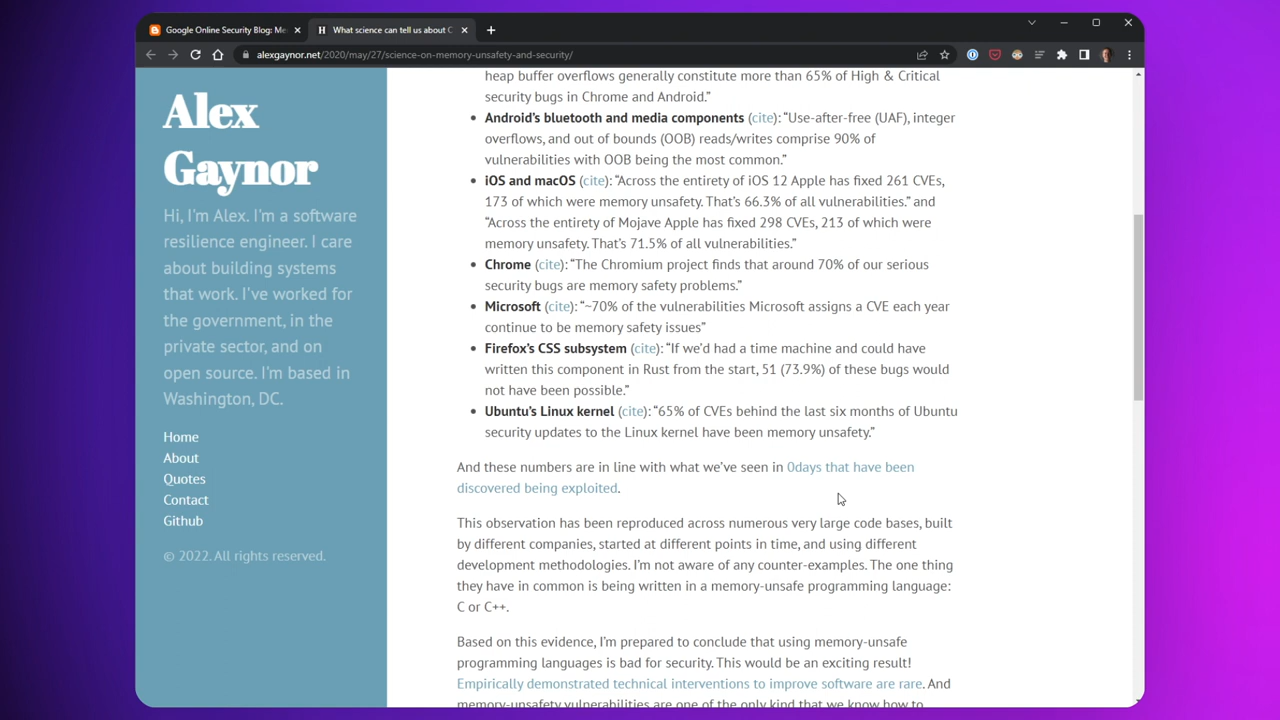 Google Online Security Blog: Me
What science can tell us about C
alexgaynor.net/2020/may/27/science-on-memory-unsafety-and-security/
Alex
Gaynor
Hi, I'm Alex. I'm a software
resilience engineer. I care
about building systems
that work. I've worked for
the government, in the
private sector, and on
open source. I'm based in
Washington, DC.
Home
About
Quotes
Contact
Github
© 2022. All rights reserved.
heap buffer overflows generally constitute more than 65% of High & Critical
security bugs in Chrome and Android.”
• Android’s bluetooth and media components (cite): “Use-after-free (UAF), integer
overflows, and out of bounds (OOB) reads/writes comprise 90% of
vulnerabilities with OOB being the most common.”
• iOS and macOS (cite): “Across the entirety of iOS 12 Apple has fixed 261 CVEs,
173 of which were memory unsafety. That’s 66.3% of all vulnerabilities.” and
“Across the entirety of Mojave Apple has fixed 298 CVEs, 213 of which were
memory unsafety. That’s 71.5% of all vulnerabilities.”
• Chrome (cite): “The Chromium project finds that around 70% of our serious
security bugs are memory safety problems.”
• Microsoft (cite): “~70% of the vulnerabilities Microsoft assigns a CVE each year
continue to be memory safety issues”
• Firefox’s CSS subsystem (cite): “If we’d had a time machine and could have
written this component in Rust from the start, 51 (73.9%) of these bugs would
not have been possible.”
• Ubuntu’s Linux kernel (cite): “65% of CVEs behind the last six months of Ubuntu
security updates to the Linux kernel have been memory unsafety.”
And these numbers are in line with what we’ve seen in 0days that have been
discovered being exploited.
This observation has been reproduced across numerous very large code bases, built
by different companies, started at different points in time, and using different
development methodologies. I’m not aware of any counter-examples. The one thing
they have in common is being written in a memory-unsafe programming language:
C or C++.
Based on this evidence, I’m prepared to conclude that using memory-unsafe
programming languages is bad for security. This would be an exciting result!
Empirically demonstrated technical interventions to improve software are rare. And
memory-unsafety vulnerabilities are one of the only kind that we know how to